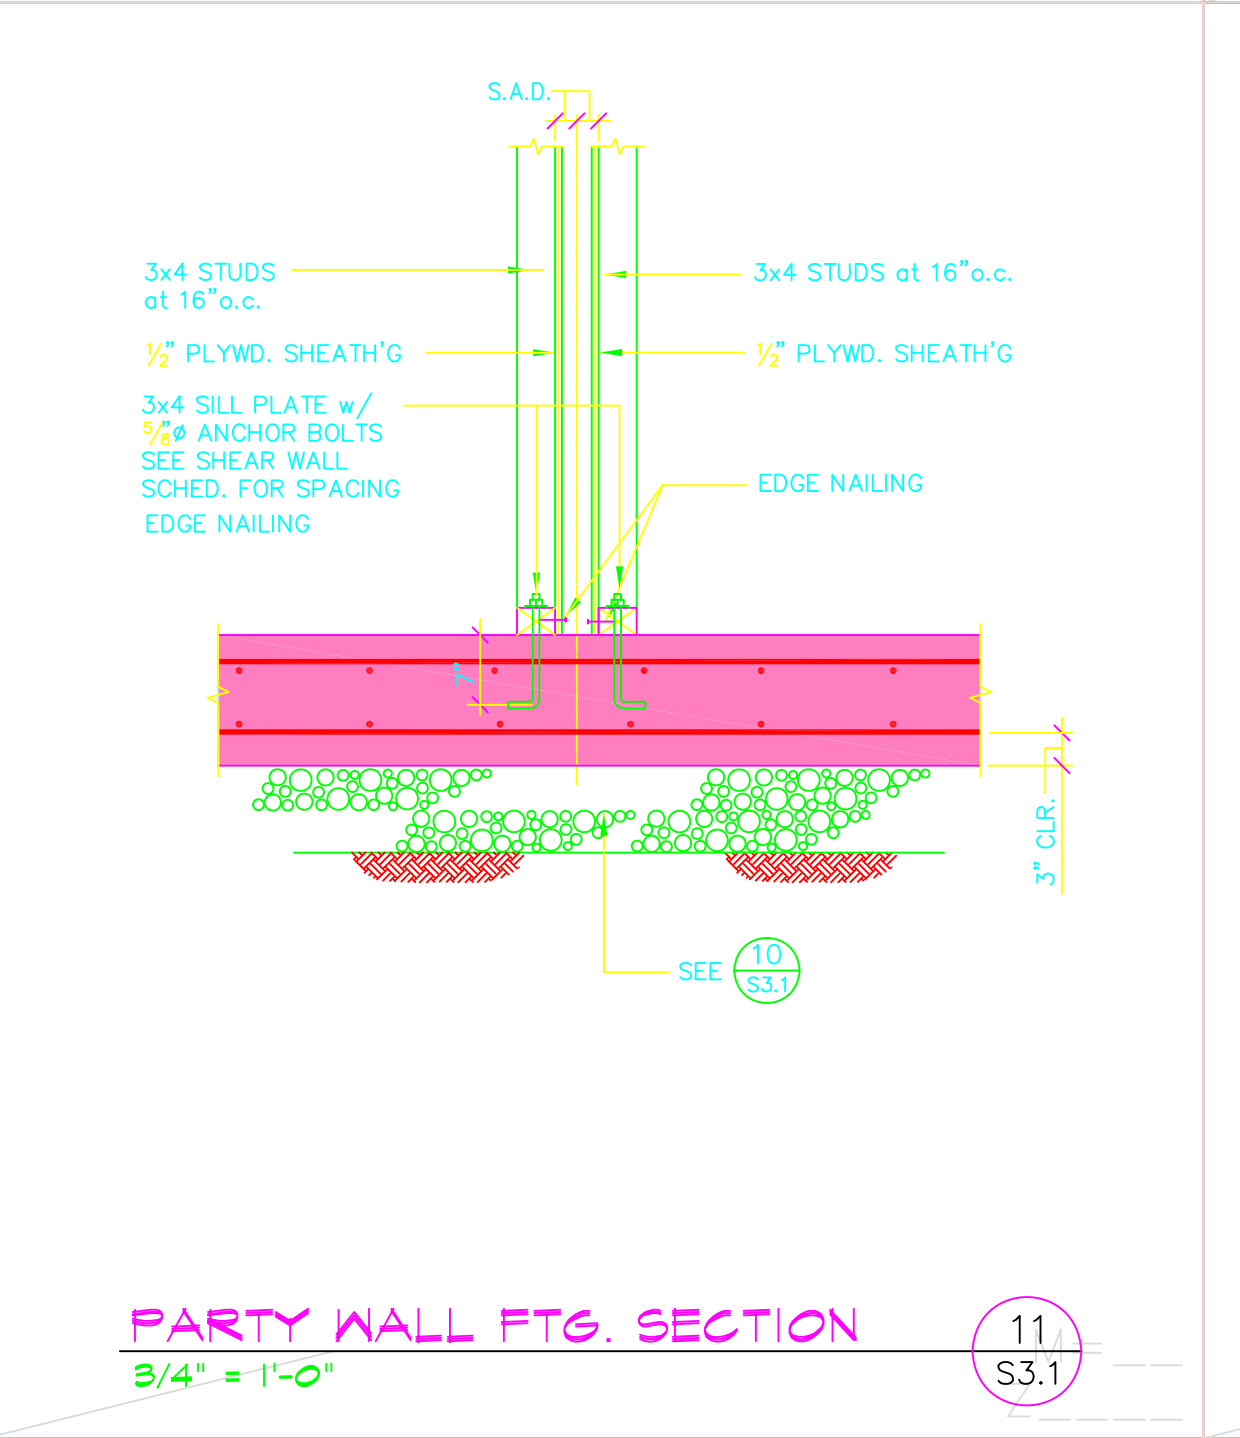 S.A.D.
3x4 STUDS
at 16"o.c.
3x4 STUDS at 16"o.c.
½" PLYWD. SHEATH'G
½" PLYWD. SHEATH'G
3x4 SILL PLATE w/
⅝"ø ANCHOR BOLTS
SEE SHEAR WALL
SCHED. FOR SPACING
EDGE NAILING
EDGE NAILING
7"
3" CLR.
SEE
10
S3.1
PARTY WALL FTG. SECTION
3/4" = 1'-0"
11
S3.1